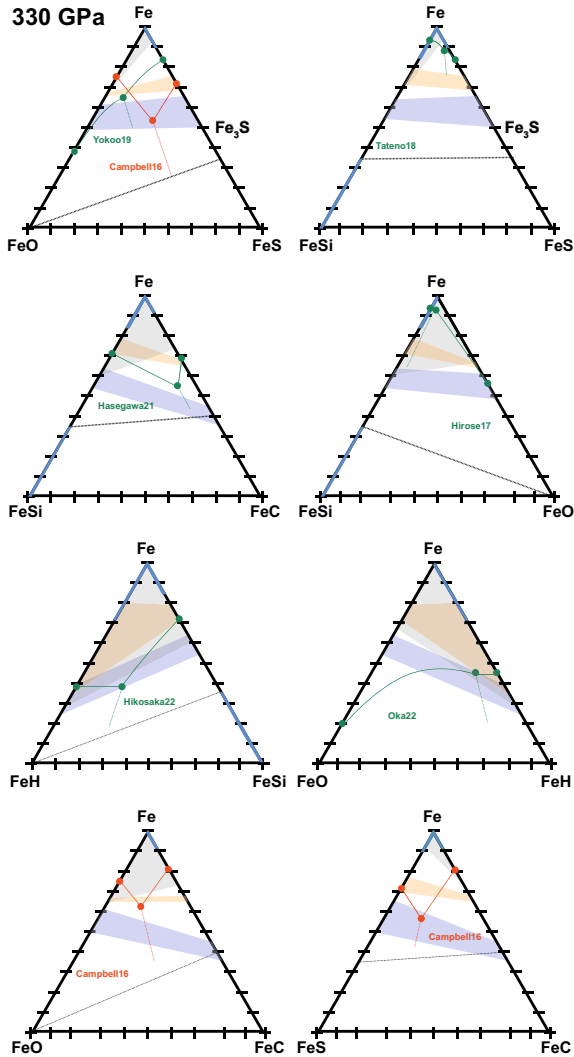 330 GPa
Fe
Fe
Yokoo19
Campbell16
Fe3S
FeO
FeS
Tateno18
Fe3S
FeSi
FeS
Fe
Fe
Hasegawa21
FeSi
FeC
Hirose17
FeSi
FeO
Fe
Fe
Hikosaka22
FeH
FeSi
Oka22
FeO
FeH
Fe
Fe
Campbell16
FeO
FeC
Campbell16
FeS
FeC